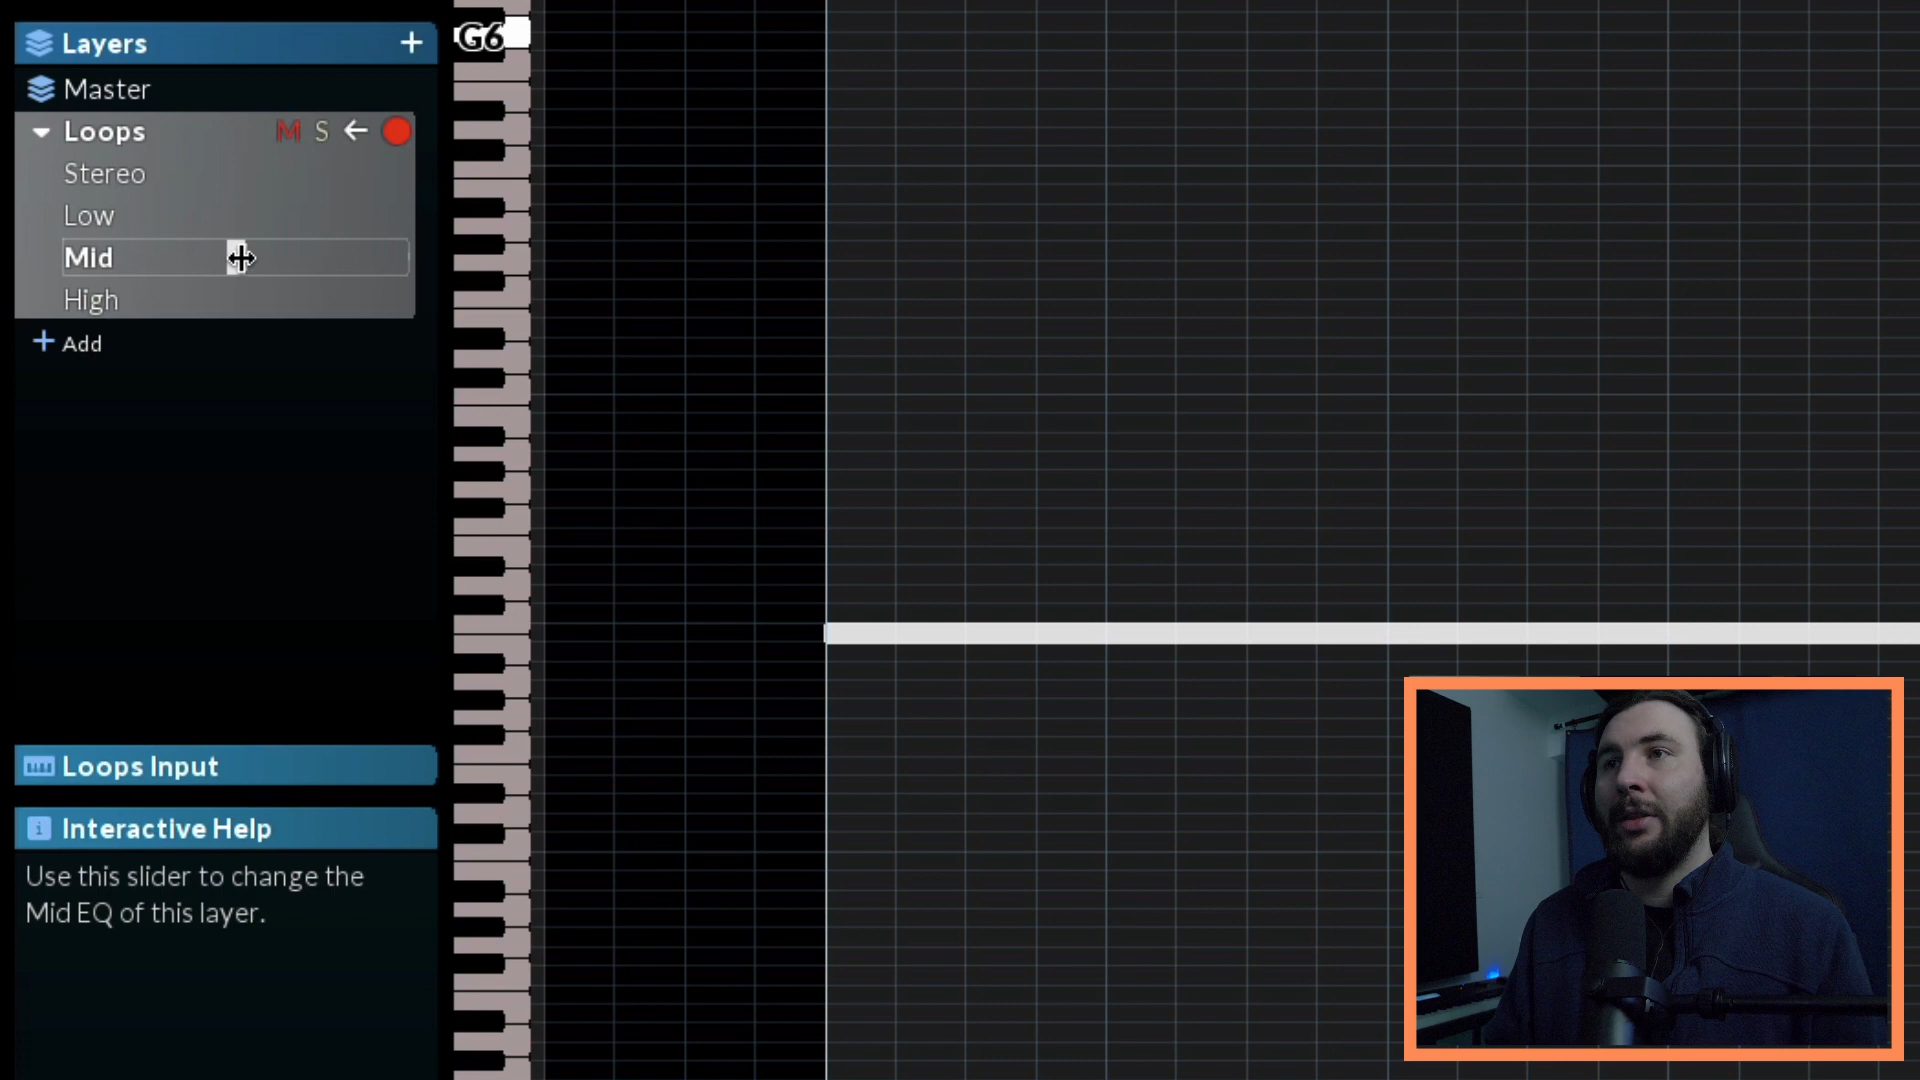 Layers +
G6
Master
Loops M S
Stereo
Low
Mid
High
+ Add
Loops Input
Interactive Help
Use this slider to change the
Mid EQ of this layer.